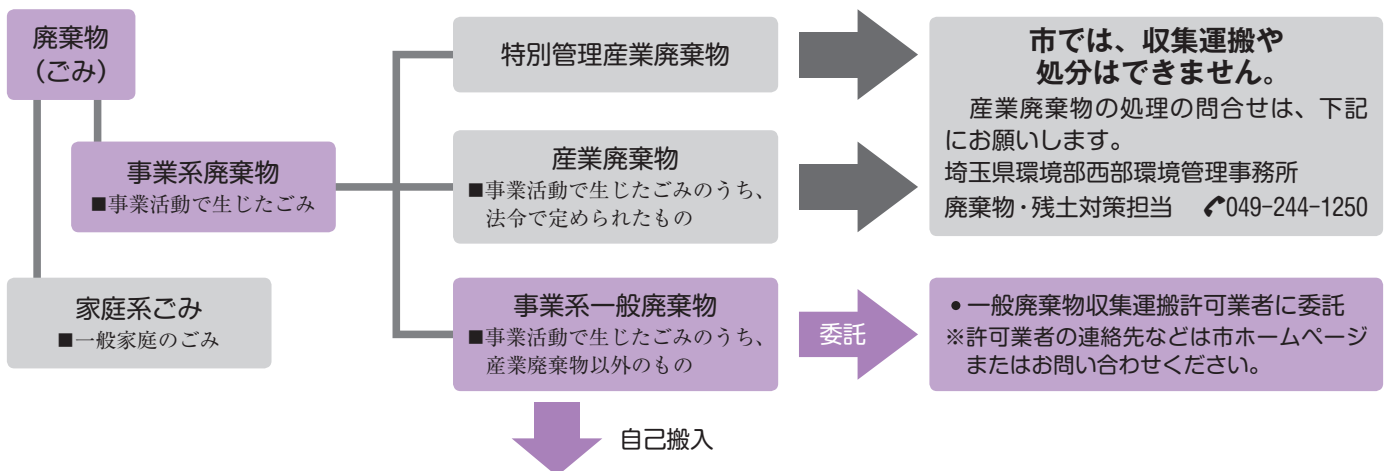 廃棄物
（ごみ）
事業系廃棄物
■事業活動で生じたごみ
家庭系ごみ
■一般家庭のごみ
特別管理産業廃棄物
産業廃棄物
■事業活動で生じたごみのうち、
法令で定められたもの
事業系一般廃棄物
■事業活動で生じたごみのうち、
産業廃棄物以外のもの
自己搬入
市では、収集運搬や
処分はできません。
産業廃棄物の処理の問合せは、下記
にお願いします。
埼玉県環境部西部環境管理事務所
廃棄物・残土対策担当　049-244-1250
委託
●一般廃棄物収集運搬許可業者に委託
※許可業者の連絡先などは市ホームページ
またはお問い合わせください。